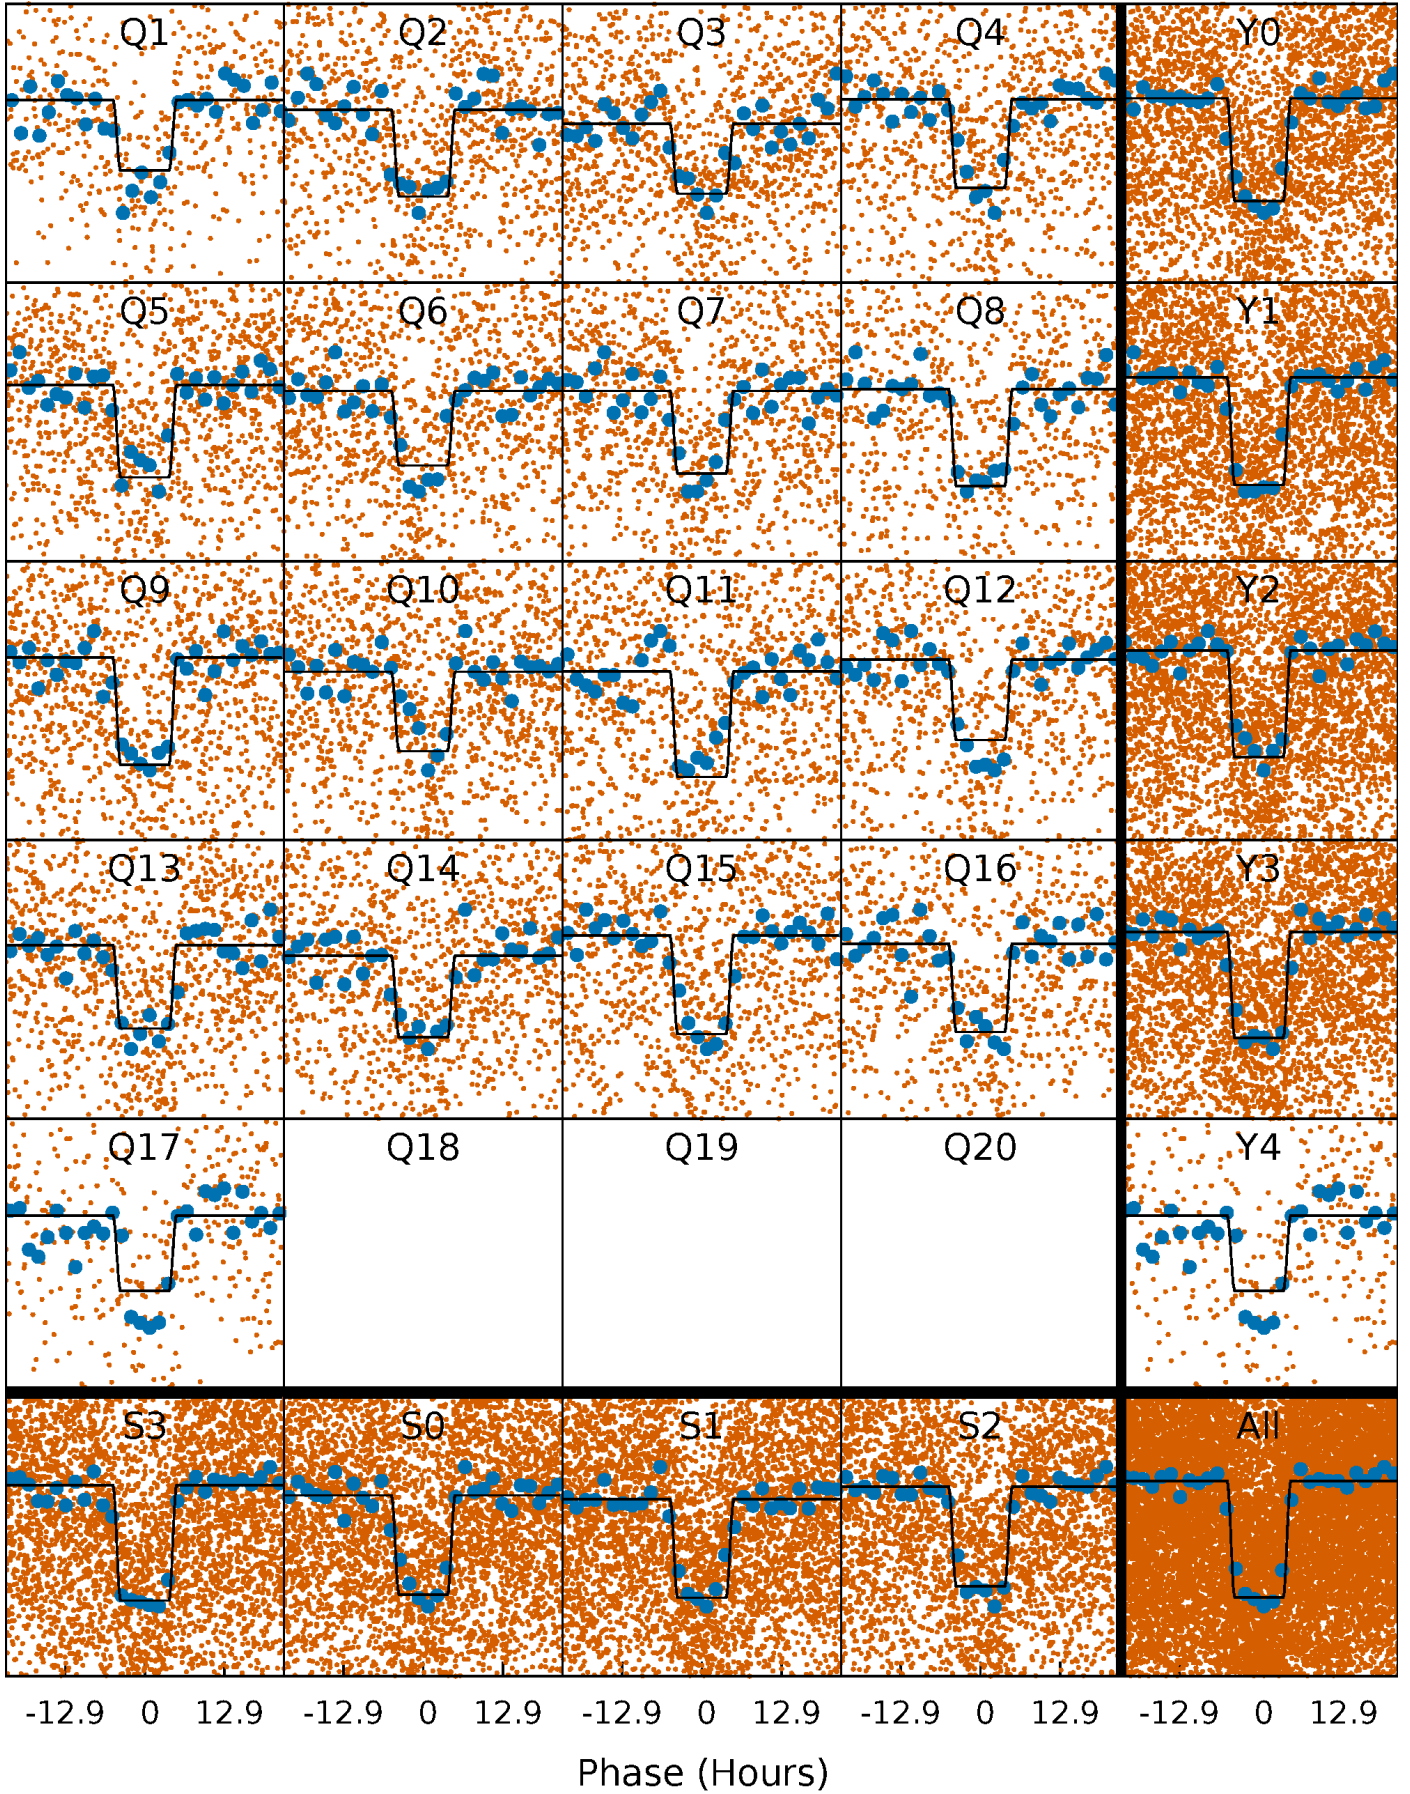 Q1 Q2 Q3 Q4 Y0
Q5 Q6 Q7 Q8 Y1
Q9 Q10 Q11 Q12 Y2
Q13 Q14 Q15 Q16 Y3
Q17 Q18 Q19 Q20 Y4
S3 S0 S1 S2 All
-12.9 0 12.9 -12.9 0 12.9 -12.9 0 12.9 -12.9 0 12.9 -12.9 0 12.9
Phase (Hours)